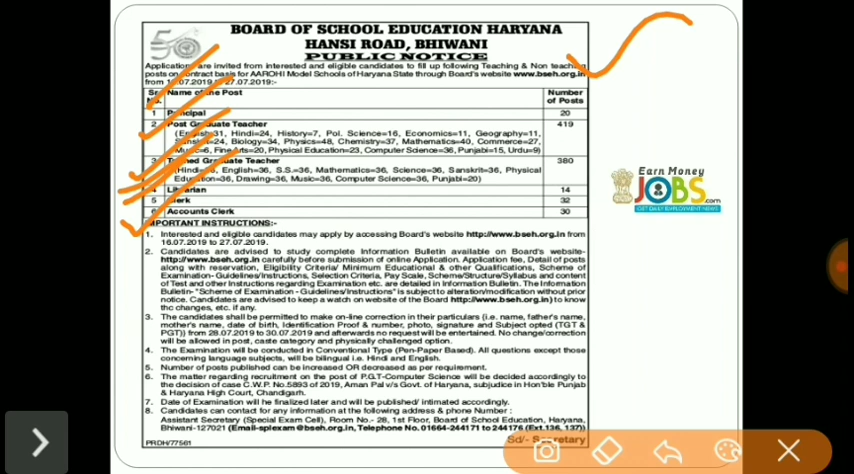 BOARD OF SCHOOL EDUCATION HARYANA
HANSI ROAD, BHIWANI
PUBLIC NOTICE
Applications are invited from interested and eligible candidates to fill up following Teaching & Non teaching
posts on contract basis for AAROHI Model Schools of Haryana State through Board's website www.bseh.org.in
from 16.07.2019 to 27.07.2019:-
Sr. Name of the Post Number
No. of Posts
1 Principal 20
2 Post Graduate Teacher 419
(English-31, Hindi=24, History=7, Pol. Science=16, Economics=11, Geography=11,
Sanskrit=24, Biology=34, Physics=48, Chemistry=37, Mathematics=40, Commerce=27,
Music=6, Fine Arts=20, Physical Education=23, Computer Science=36, Punjabi=15, Urdu=9)
3 Trained Graduate Teacher 380
(Hindi=36, English=36, S.S.=36, Mathematics=36, Science=36, Sanskrit=36, Physical
Education=36, Drawing=36, Music=36, Computer Science=36, Punjabi=20)
4 Librarian 14
5 Clerk 32
6 Accounts Clerk 30
IMPORTANT INSTRUCTIONS:-
1. Interested and eligible candidates may apply by accessing Board's website http://www.bseh.org.in from
16.07.2019 to 27.07.2019.
2. Candidates are advised to study complete Information Bulletin available on Board's website-
http://www.bseh.org.in carefully before submission of online Application. Application fee, Detail of posts
along with reservation, Eligibility Criteria/ Minimum Educational & other Qualifications, Scheme of
Examination- Guidelines/Instructions, Selection Criteria, Pay Scale, Scheme/Structure/Syllabus and content
of Test and other Instructions regarding Examination etc. are detailed in Information Bulletin. The Information
Bulletin- "Scheme of Examination - Guidelines/Instructions" is subject to alteration/modification without prior
notice. Candidates are advised to keep a watch on website of the Board http://www.bseh.org.in) to know
the changes, etc. if any.
3. The candidates shall be permitted to make on-line correction in their particulars (i.e. name, father's name,
mother's name, date of birth, Identification Proof & number, photo, signature and Subject opted (TGT &
PGT)) from 28.07.2019 to 30.07.2019 and afterwards no request will be entertained. No change/correction
will be allowed in post, caste category and physically challenged option.
4. The Examination will be conducted in Conventional Type (Pen-Paper Based). All questions except those
concerning language subjects, will be bilingual i.e. Hindi and English.
5. Number of posts published can be increased OR decreased as per requirement.
6. The matter regarding recruitment on the post of P.G.T-Computer Science will be decided accordingly to
the decision of case C.W.P. No.5893 of 2019, Aman Pal v/s Govt. of Haryana, subjudice in Hon'ble Punjab
& Haryana High Court, Chandigarh.
7. Date of Examination will be finalized later and will be published/ intimated accordingly.
8. Candidates can contact for any information at the following address & phone Number :
Assistant Secretary (Special Exam Cell), Room No.- 28, 1st Floor, Board of School Education, Haryana,
Bhiwani-127021 (Email-splexam@bseh.org.in, Telephone No. 01664-244171 to 244176 (Ext.136, 137))
Sd/- Secretary
PRDH/77561
Earn Money
JOBS.com
GET DAILY EMPLOYMENT NEWS